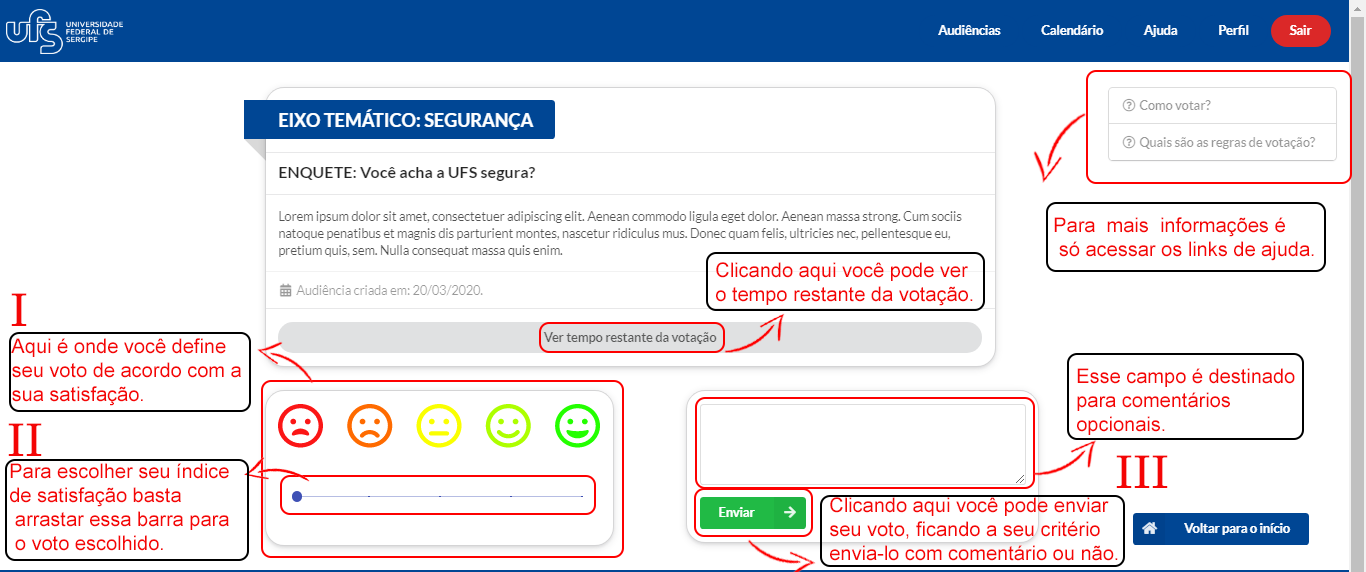 ufs UNIVERSIDADE
FEDERAL DE
SERGIPE
Audiências Calendário Ajuda Perfil Sair
EIXO TEMÁTICO: SEGURANÇA
ENQUETE: Você acha a UFS segura?
Lorem ipsum dolor sit amet, consectetuer adipiscing elit. Aenean commodo ligula eget dolor. Aenean massa strong. Cum sociis
natoque penatibus et magnis dis parturient montes, nascetur ridiculus mus. Donec quam felis, ultricies nec, pellentesque eu,
pretium quis, sem. Nulla consequat massa quis enim.
Audiência criada em: 20/03/2020.
Ver tempo restante da votação
Clicando aqui você pode ver
o tempo restante da votação.
Como votar?
Quais são as regras de votação?
Para mais informações é
só acessar os links de ajuda.
I
Aqui é onde você define
seu voto de acordo com a
sua satisfação.
II
Para escolher seu índice
de satisfação basta
arrastar essa barra para
o voto escolhido.
Esse campo é destinado
para comentários
opcionais.
III
Enviar
Clicando aqui você pode enviar
seu voto, ficando a seu critério
envia-lo com comentário ou não.
Voltar para o início